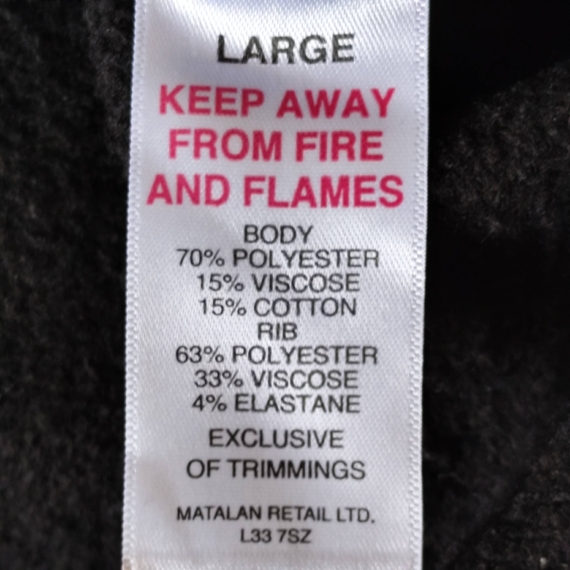 LARGE
KEEP AWAY
FROM FIRE
AND FLAMES
BODY
70% POLYESTER
15% VISCOSE
15% COTTON
RIB
63% POLYESTER
33% VISCOSE
4% ELASTANE
EXCLUSIVE
OF TRIMMINGS
MATALAN RETAIL LTD.
L33 7SZ